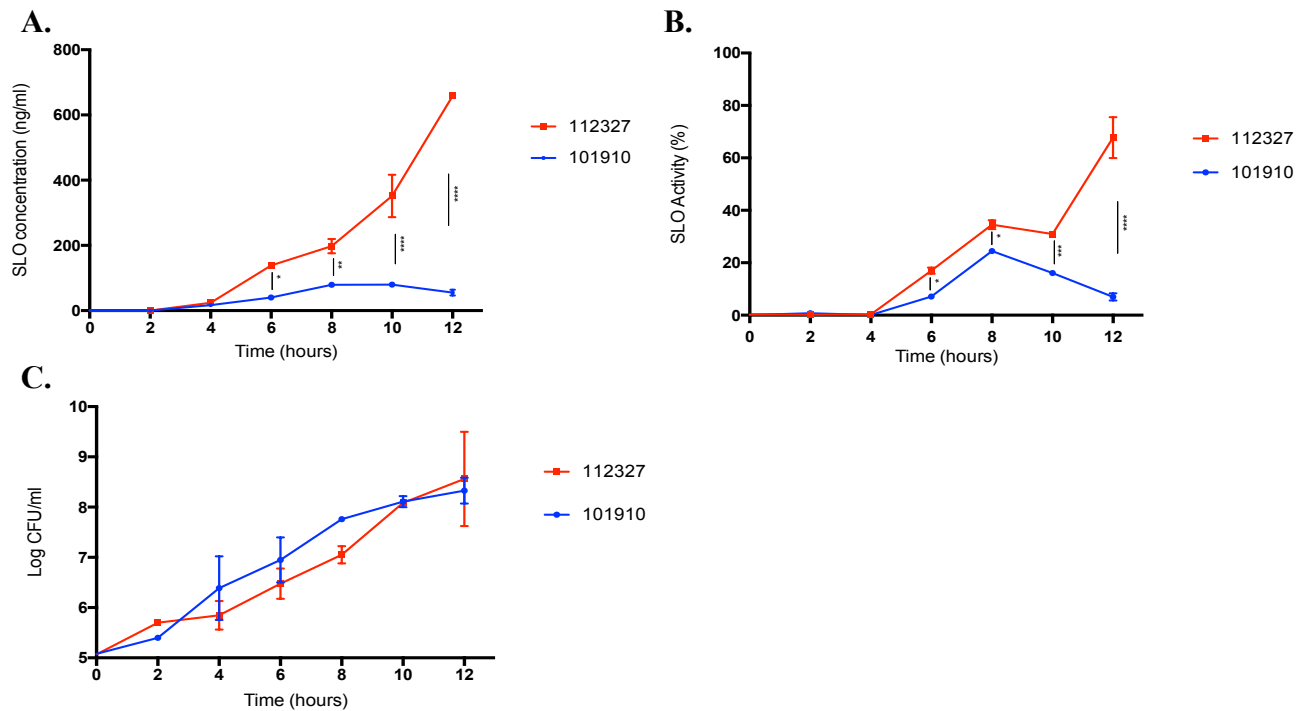 A.
SLO concentration (ng/ml)
800
600
400
200
0
0 2 4 6 8 10 12
Time (hours)
* ** **** ****
112327
101910
B.
SLO Activity (%)
100
80
60
40
20
0
0 2 4 6 8 10 12
Time (hours)
* * *** ****
112327
101910
C.
Log CFU/ml
10
9
8
7
6
5
0 2 4 6 8 10 12
Time (hours)
112327
101910